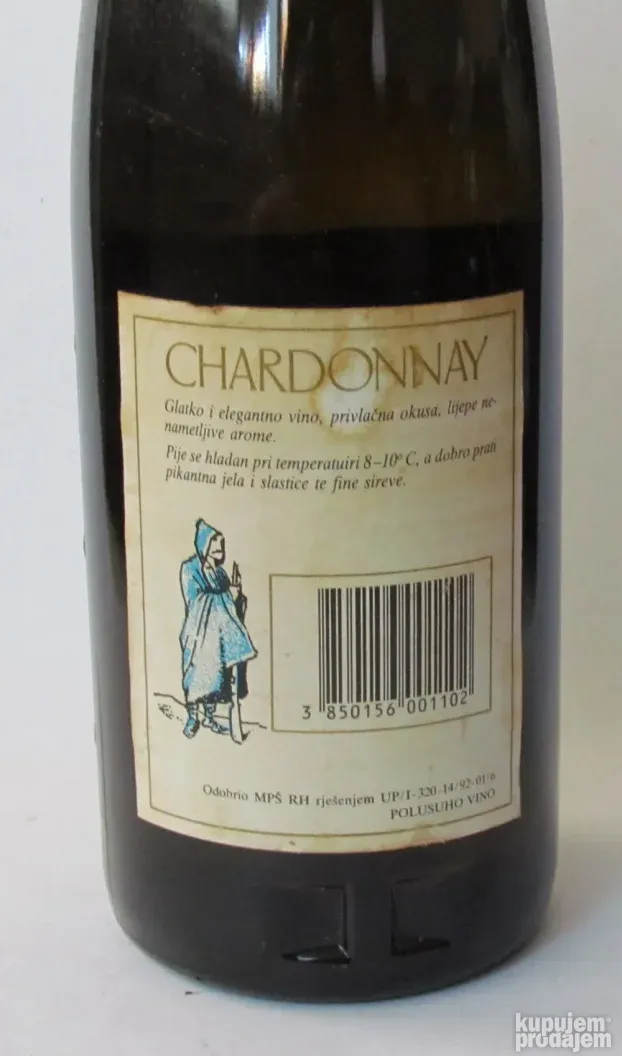 CHARDONNAY
Glatko i elegantno vino, privlačna okusa, lijepe ne-
nametljive arome.
Pije se hladan pri temperatuiri 8–10° C, a dobro prati
pikantna jela i slastice te fine sireve.
3 850156 001102
Odobrio MPŠ RH rješenjem UP/I-320-14/92-01/6
POLUSUHO VINO
kupujem
prodajem